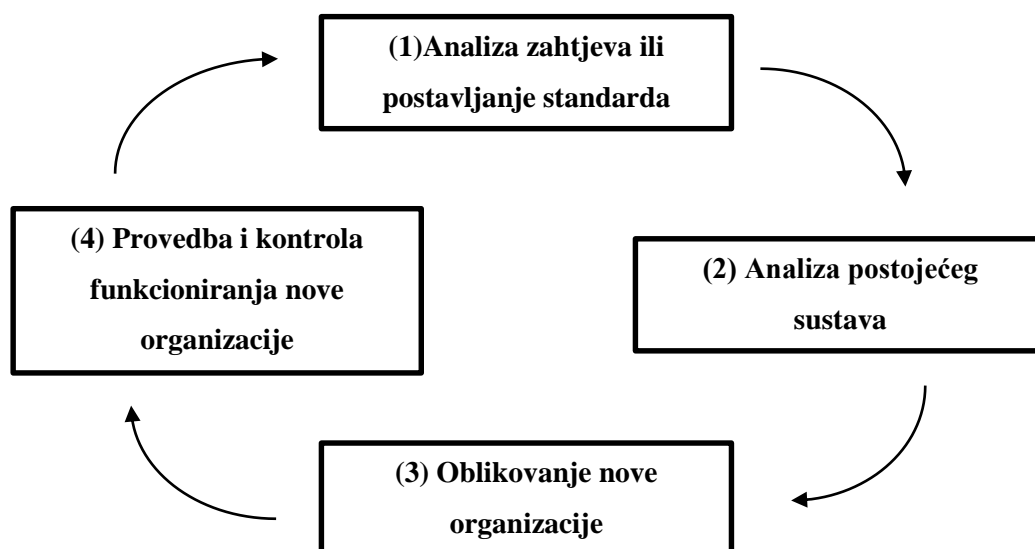 (1)Analiza zahtjeva ili
postavljanje standarda
(2) Analiza postojećeg
sustava
(3) Oblikovanje nove
organizacije
(4) Provedba i kontrola
funkcioniranja nove
organizacije